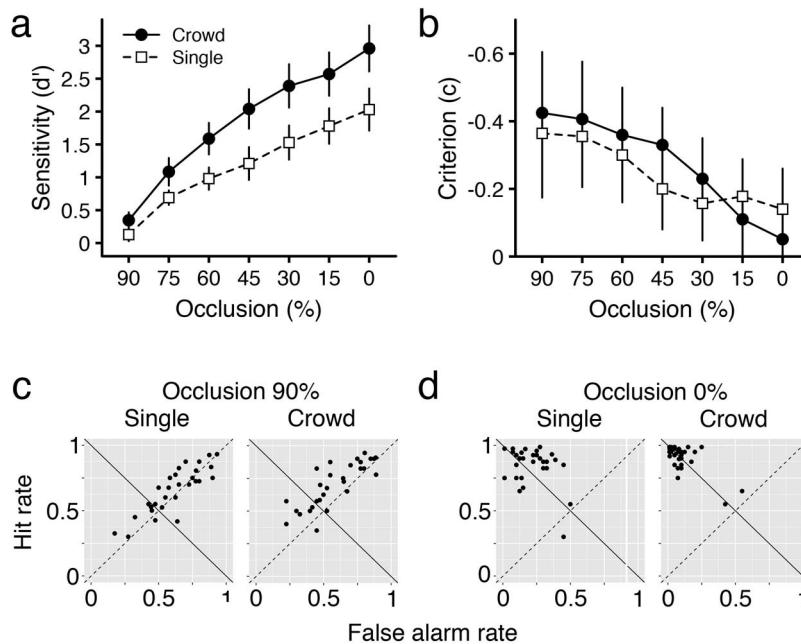 a
Crowd
Single
Sensitivity (d')
3
2.5
2
1.5
1
0.5
0
90 75 60 45 30 15 0
Occlusion (%)
b
Criterion (c)
-0.6
-0.4
-0.2
0
90 75 60 45 30 15 0
Occlusion (%)
c
Occlusion 90%
Single Crowd
Hit rate
1
0.5
0
0 0.5 1 0 0.5 1
d
Occlusion 0%
Single Crowd
1
0.5
0
0 0.5 1 0 0.5 1
False alarm rate